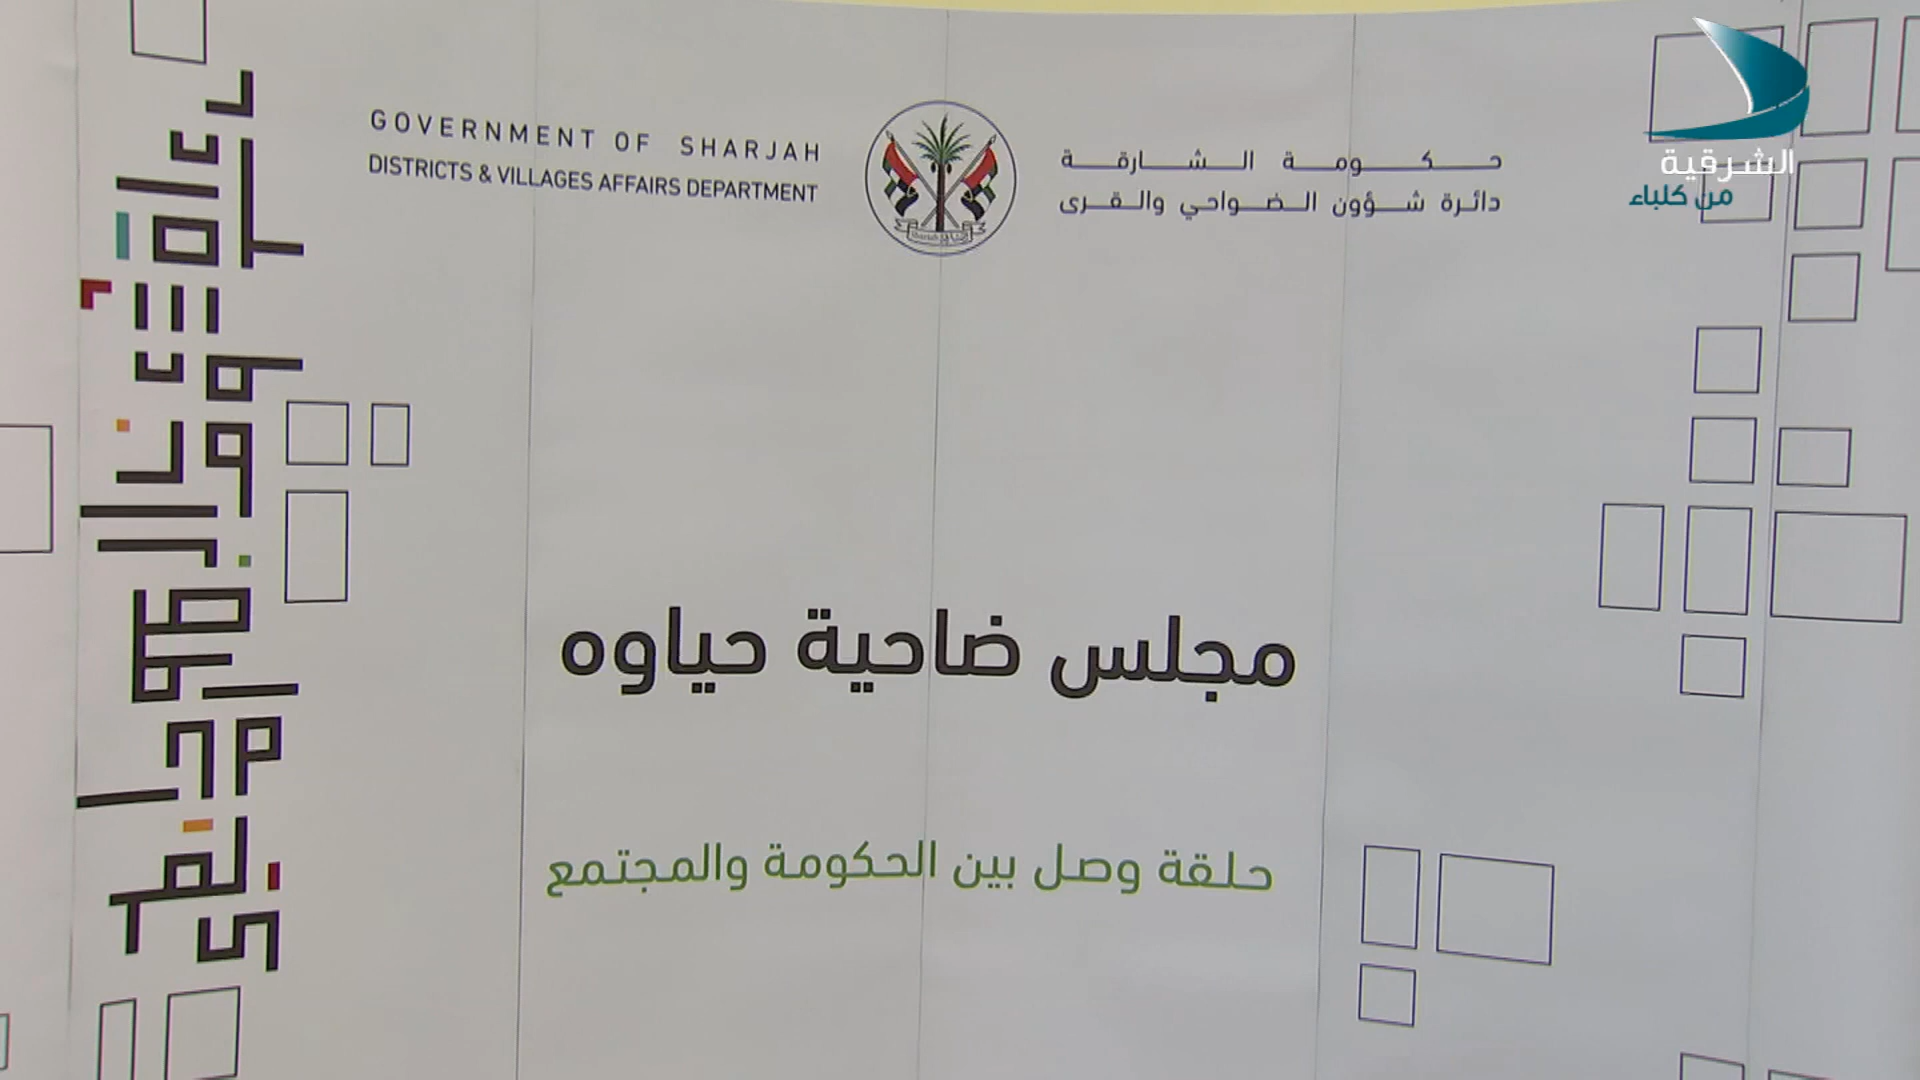 GOVERNMENT OF SHARJAH
DISTRICTS & VILLAGES AFFAIRS DEPARTMENT
حكومة الشارقة
دائرة شؤون الضواحي والقرى
الشرقية
من كلباء
مجلس ضاحية حياوه
حلقة وصل بين الحكومة والمجتمع